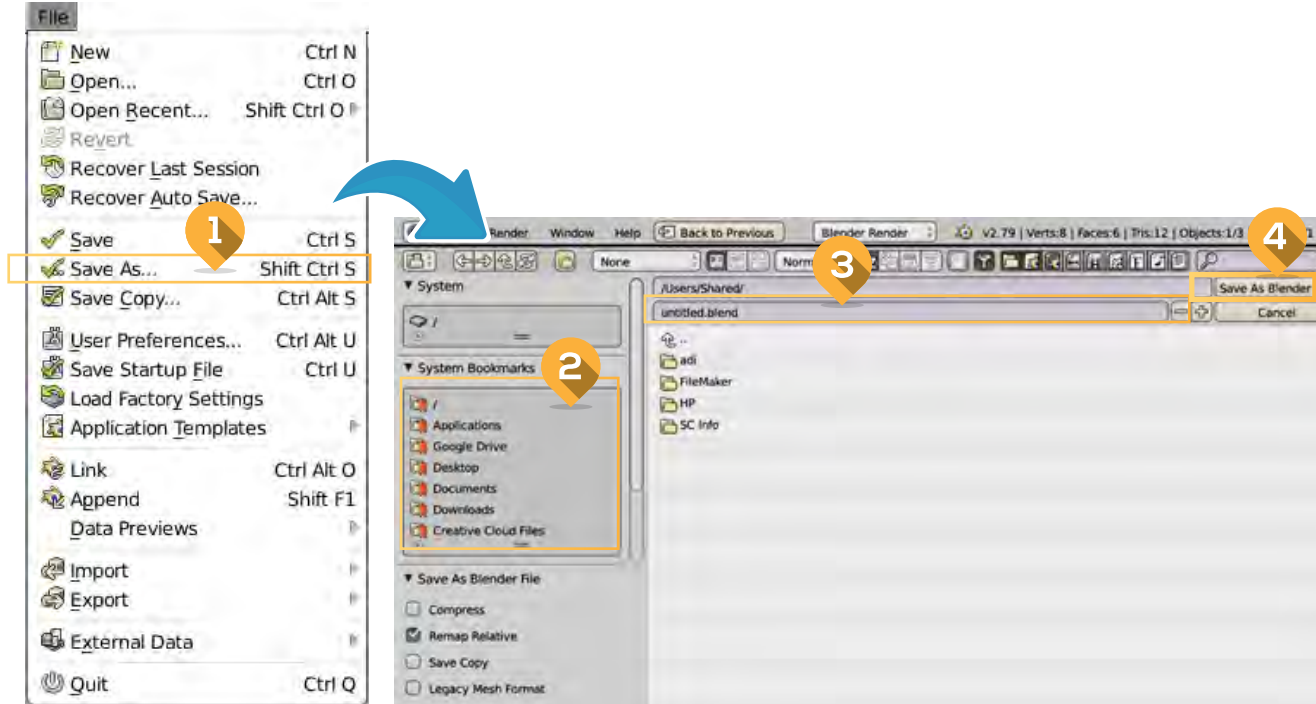 File
New Ctrl N
Open... Ctrl O
Open Recent... Shift Ctrl O
Revert
Recover Last Session
Recover Auto Save...
1
Save Ctrl S
Save As... Shift Ctrl S
Save Copy... Ctrl Alt S
User Preferences... Ctrl Alt U
Save Startup File Ctrl U
Load Factory Settings
Application Templates
Link Ctrl Alt O
Append Shift F1
Data Previews
Import
Export
External Data
Quit Ctrl Q
Render Window Help Back to Previous Blender Render v2.79 | Verts:8 | Faces:6 | Tris:12 | Objects:1/3
4
None
3
System
/Users/Shared/ Save As Blender
untitled.blend Cancel
/
..
System Bookmarks
2
/
Applications
Google Drive
Desktop
Documents
Downloads
Creative Cloud Files
adi
FileMaker
HP
SC Info
Save As Blender File
Compress
Remap Relative
Save Copy
Legacy Mesh Format